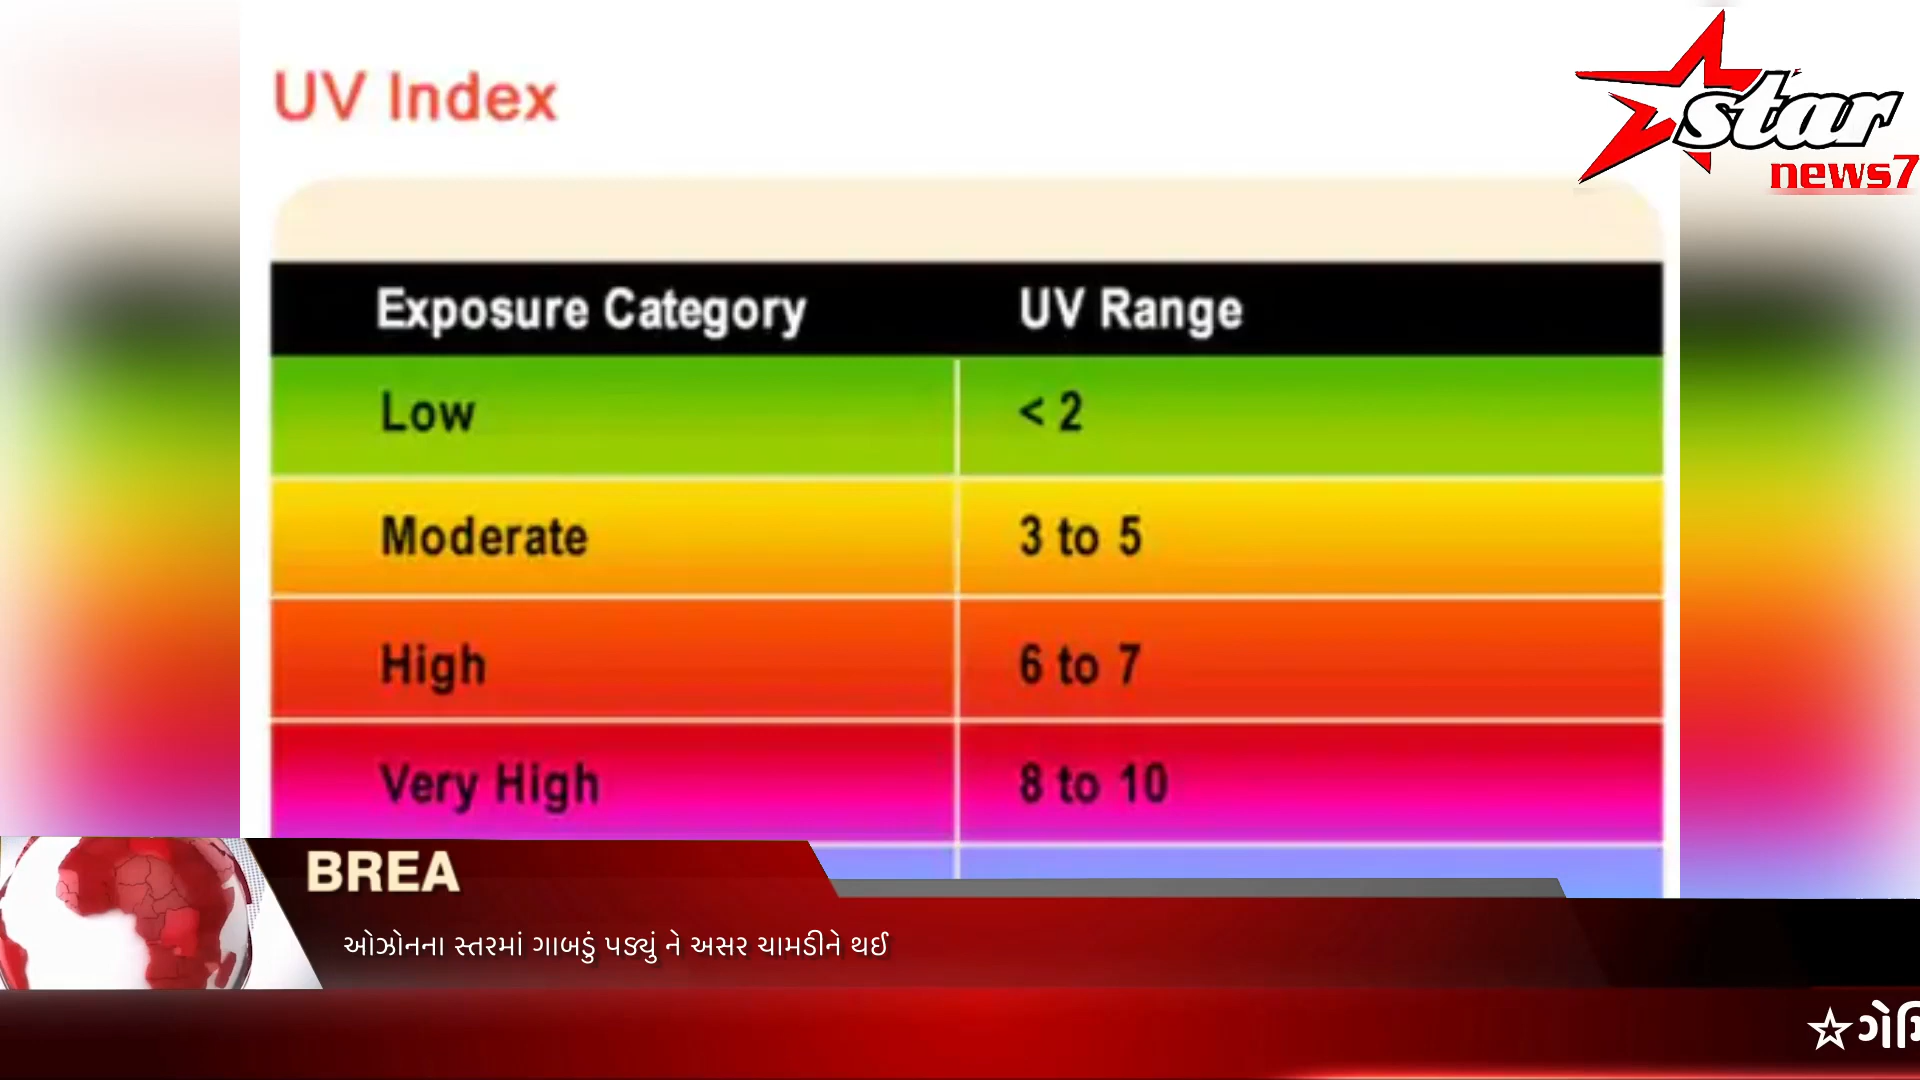 UV Index
star
news7
Exposure Category UV Range
Low < 2
Moderate 3 to 5
High 6 to 7
Very High 8 to 10
BREA
ઓઝોનના સ્તરમાં ગાબડું પડ્યું ને અસર ચામડીને થઈ